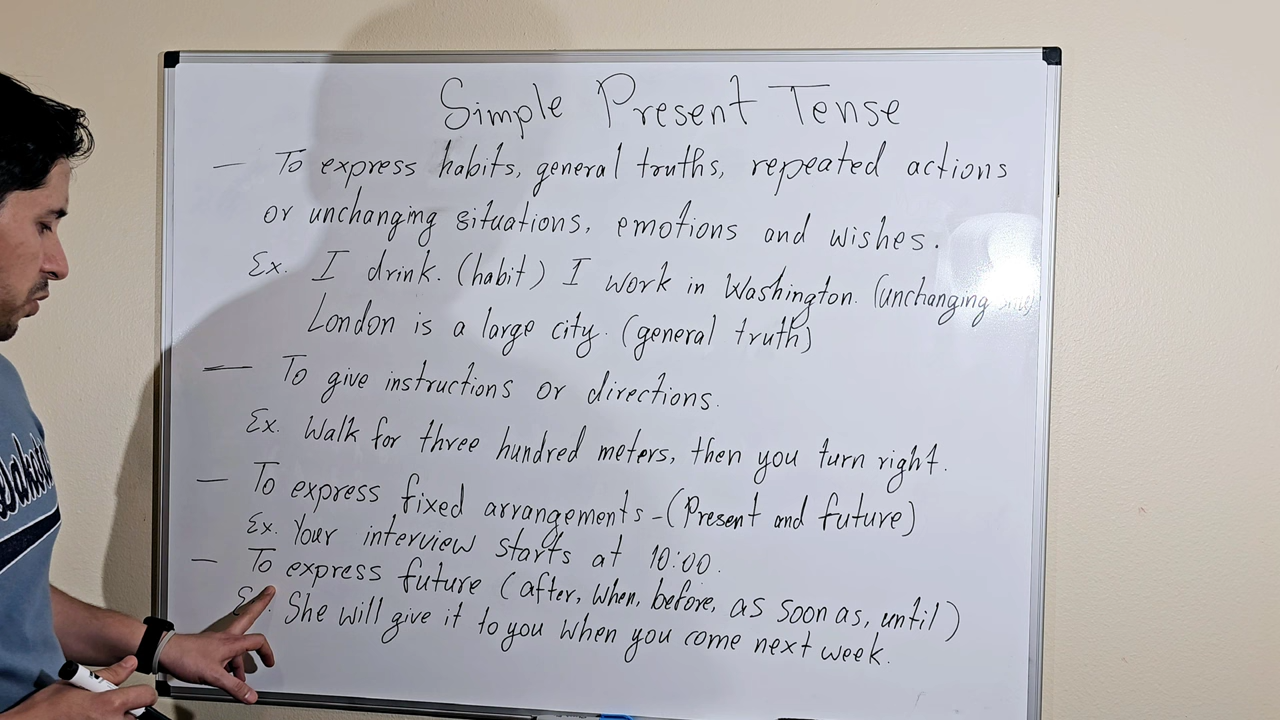 Simple Present Tense
— To express habits, general truths, repeated actions
or unchanging situations, emotions and wishes.
Ex. I drink. (habit) I work in Washington. (unchanging
London is a large city. (general truth)
— To give instructions or directions.
Ex. Walk for three hundred meters, then you turn right.
— To express fixed arrangements - (Present and future)
Ex. Your interview starts at 10:00.
— To express future (after, when, before, as soon as, until)
She will give it to you when you come next week.